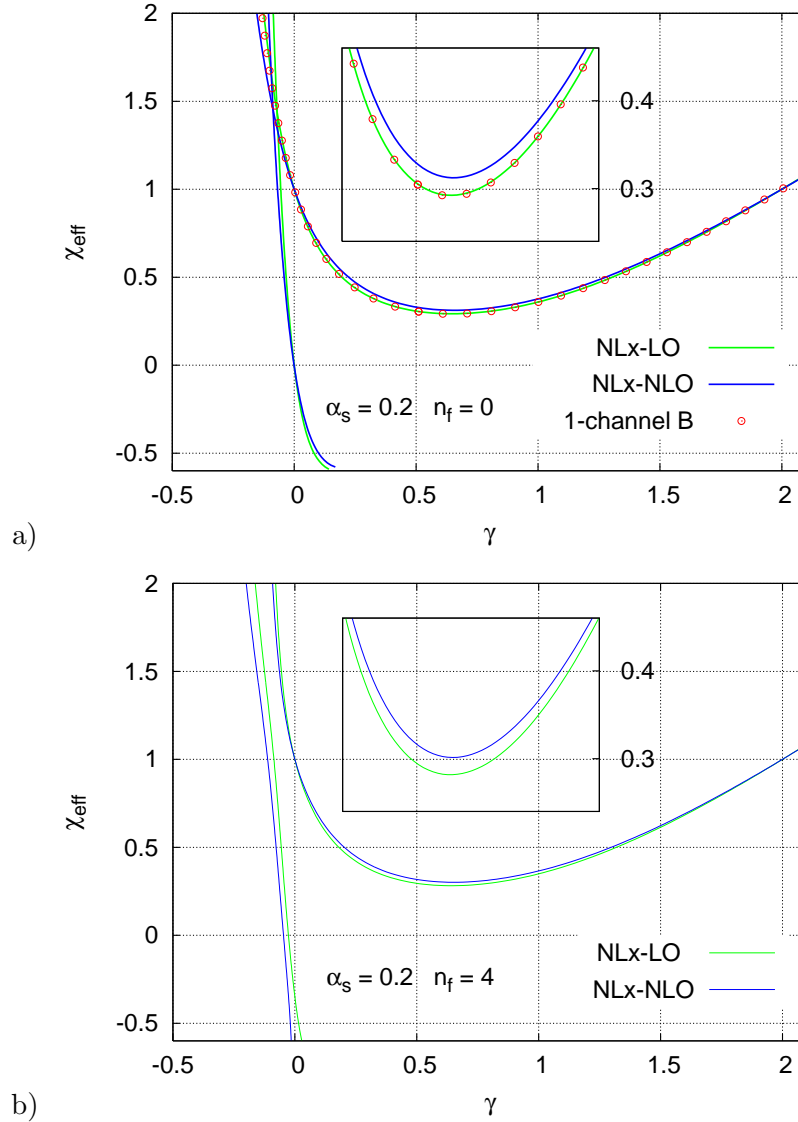 2
1.5
1
0.5
0
-0.5
χeff
0.4
0.3
NLx-LO
NLx-NLO
1-channel B
αs = 0.2 nf = 0
-0.5 0 0.5 1 1.5 2
γ
a)
2
1.5
1
0.5
0
-0.5
χeff
0.4
0.3
NLx-LO
NLx-NLO
αs = 0.2 nf = 4
-0.5 0 0.5 1 1.5 2
γ
b)